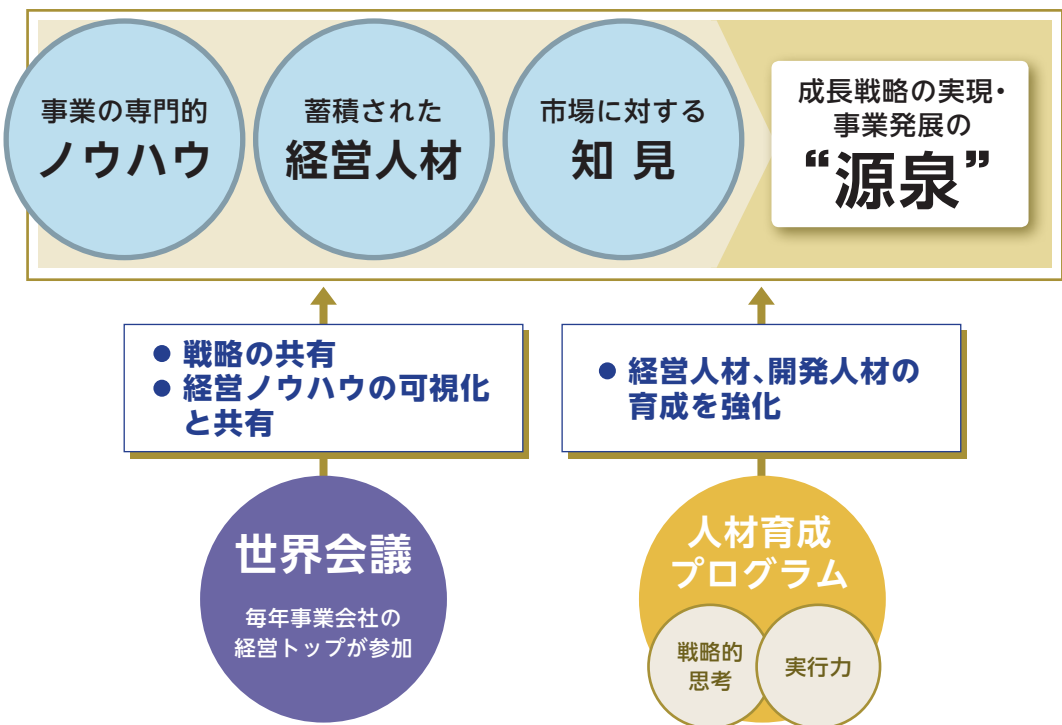 事業の専門的
ノウハウ
蓄積された
経営人材
市場に対する
知見
成長戦略の実現・
事業発展の
“源泉”
● 戦略の共有
● 経営ノウハウの可視化
と共有
● 経営人材、開発人材の
育成を強化
世界会議
毎年事業会社の
経営トップが参加
人材育成
プログラム
戦略的
思考
実行力